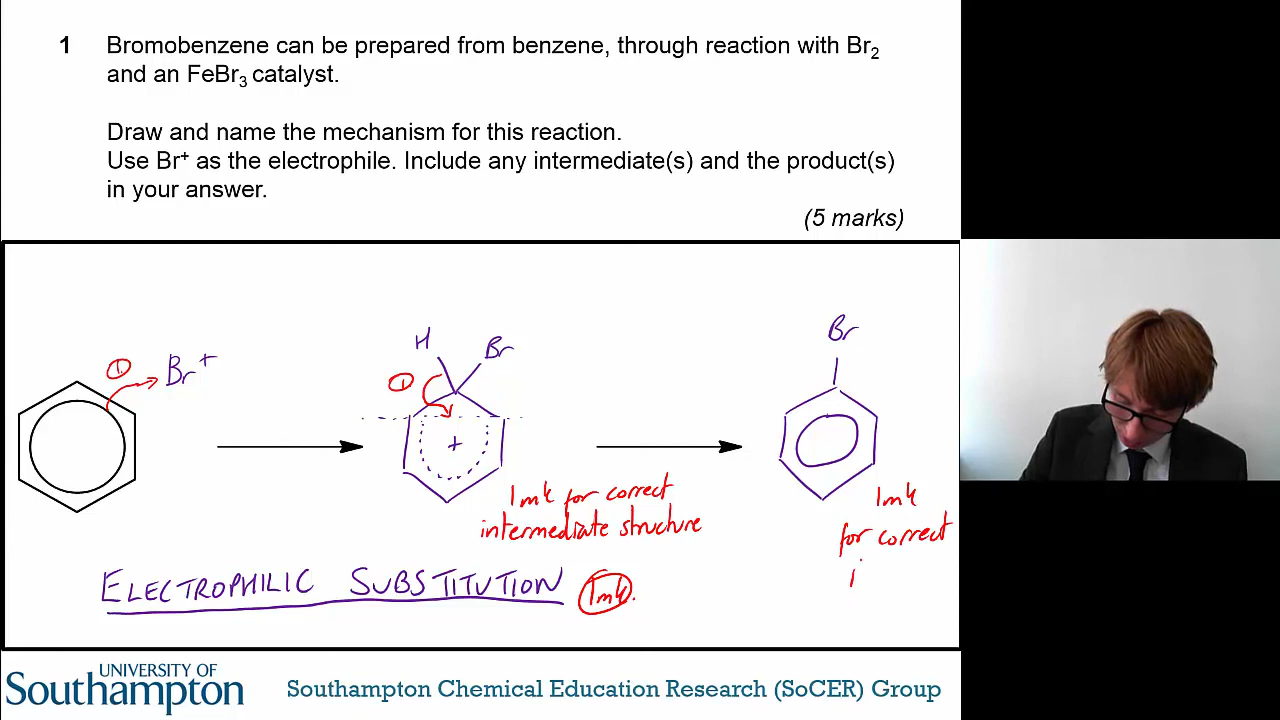 1 Bromobenzene can be prepared from benzene, through reaction with Br₂
and an FeBr₃ catalyst.
Draw and name the mechanism for this reaction.
Use Br⁺ as the electrophile. Include any intermediate(s) and the product(s)
in your answer.
(5 marks)
① Br⁺
H Br
①
+
Br
1mk for correct
intermediate structure
1mk
for correct
ELECTROPHILIC SUBSTITUTION 1mk.
UNIVERSITY OF
Southampton
Southampton Chemical Education Research (SoCER) Group